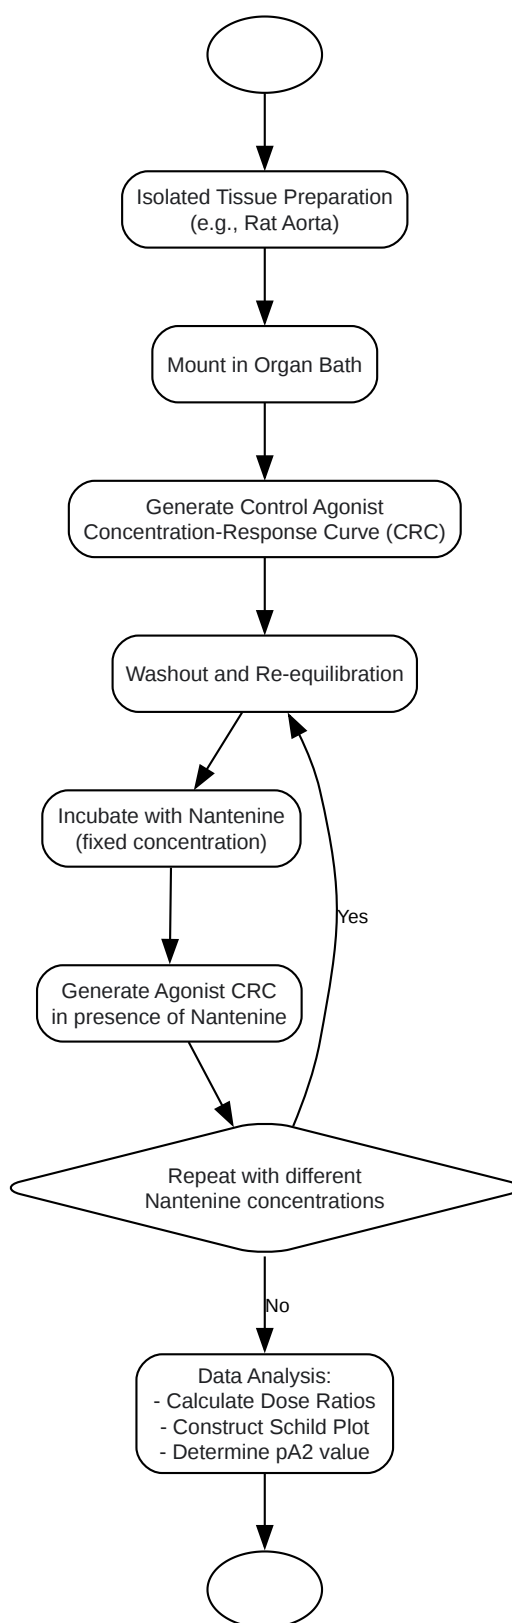 Isolated Tissue Preparation
(e.g., Rat Aorta)
Mount in Organ Bath
Generate Control Agonist
Concentration-Response Curve (CRC)
Washout and Re-equilibration
Incubate with Nantenine
(fixed concentration)
Yes
Generate Agonist CRC
in presence of Nantenine
Repeat with different
Nantenine concentrations
No
Data Analysis:
- Calculate Dose Ratios
- Construct Schild Plot
- Determine pA2 value